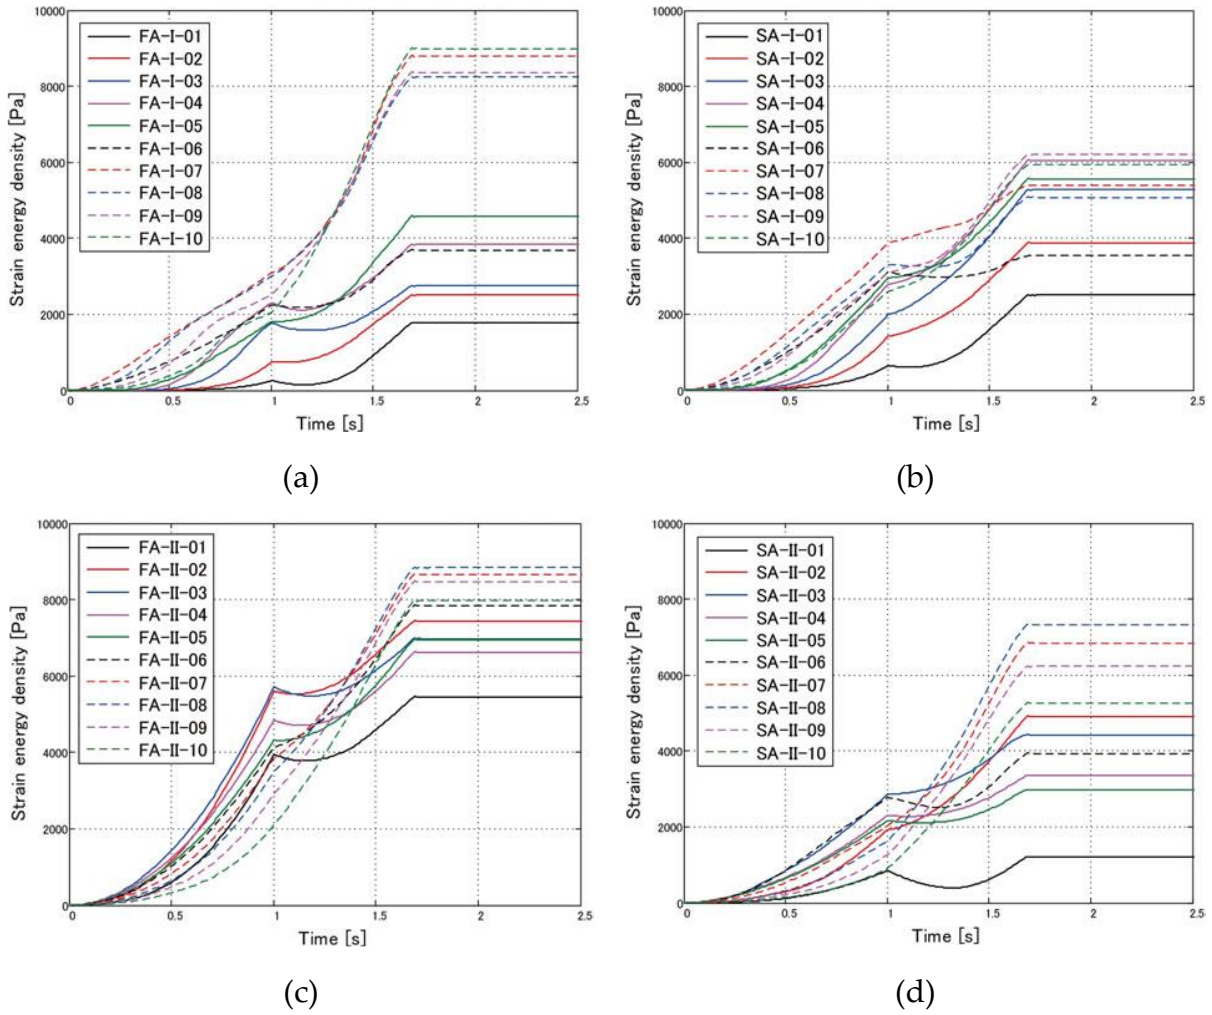 10000
8000
6000
4000
2000
0
0
0.5
1
1.5
2
2.5
Strain energy density [Pa]
Time [s]
FA-I-01
FA-I-02
FA-I-03
FA-I-04
FA-I-05
FA-I-06
FA-I-07
FA-I-08
FA-I-09
FA-I-10
(a)
10000
8000
6000
4000
2000
0
0
0.5
1
1.5
2
2.5
Strain energy density [Pa]
Time [s]
SA-I-01
SA-I-02
SA-I-03
SA-I-04
SA-I-05
SA-I-06
SA-I-07
SA-I-08
SA-I-09
SA-I-10
(b)
10000
8000
6000
4000
2000
0
0
0.5
1
1.5
2
2.5
Strain energy density [Pa]
Time [s]
FA-II-01
FA-II-02
FA-II-03
FA-II-04
FA-II-05
FA-II-06
FA-II-07
FA-II-08
FA-II-09
FA-II-10
(c)
10000
8000
6000
4000
2000
0
0
0.5
1
1.5
2
2.5
Strain energy density [Pa]
Time [s]
SA-II-01
SA-II-02
SA-II-03
SA-II-04
SA-II-05
SA-II-06
SA-II-07
SA-II-08
SA-II-09
SA-II-10
(d)